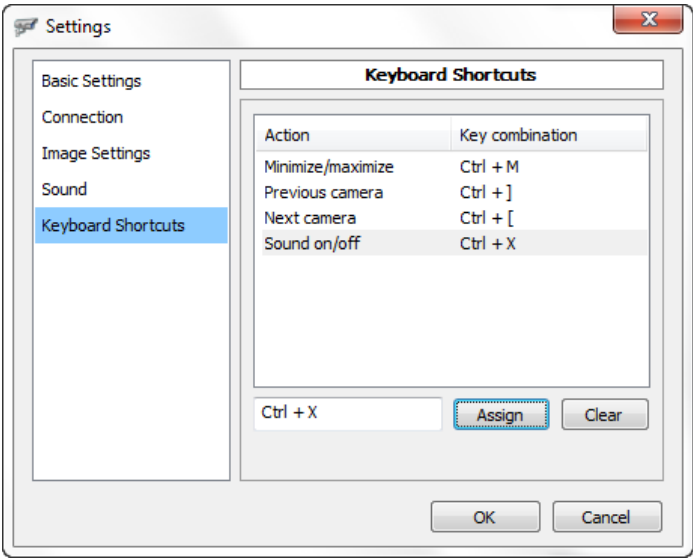 Settings
Basic Settings
Connection
Image Settings
Sound
Keyboard Shortcuts
Keyboard Shortcuts
Action Key combination
Minimize/maximize Ctrl + M
Previous camera Ctrl + ]
Next camera Ctrl + [
Sound on/off Ctrl + X
Ctrl + X Assign Clear
OK Cancel